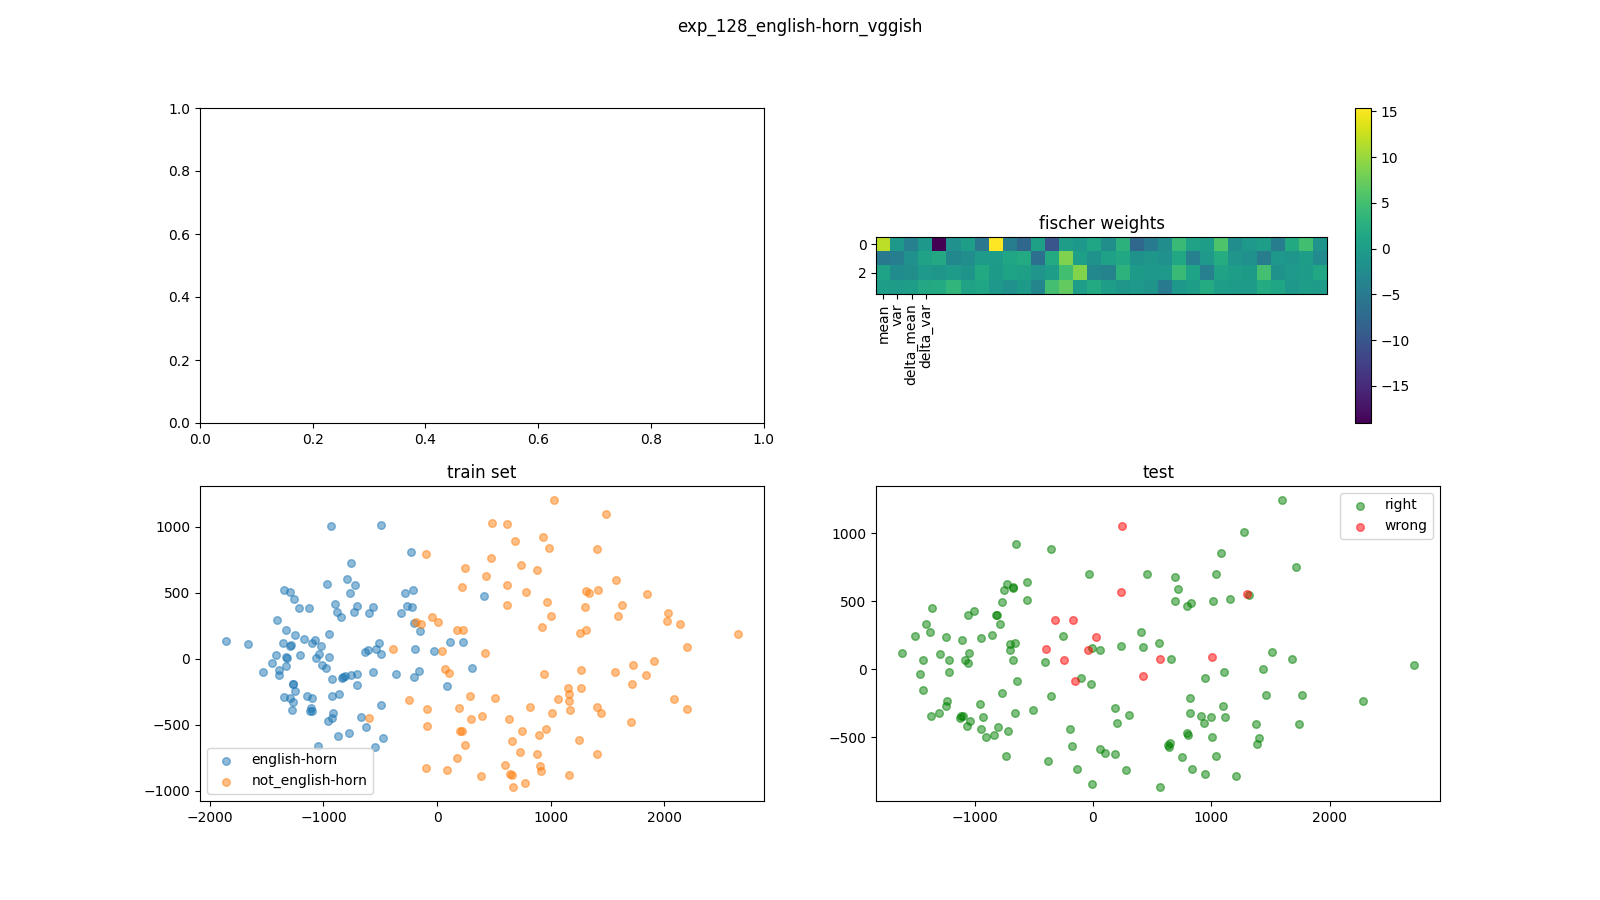 exp_128_english-horn_vggish
1.0
0.8
0.6
0.4
0.2
0.0
0.0 0.2 0.4 0.6 0.8 1.0
fischer weights
0
2
mean
var
delta_mean
delta_var
15
10
5
0
−5
−10
−15
train set
1000
500
0
−500
−1000
−2000 −1000 0 1000 2000
english-horn
not_english-horn
test
1000
500
0
−500
−1000 0 1000 2000
right
wrong